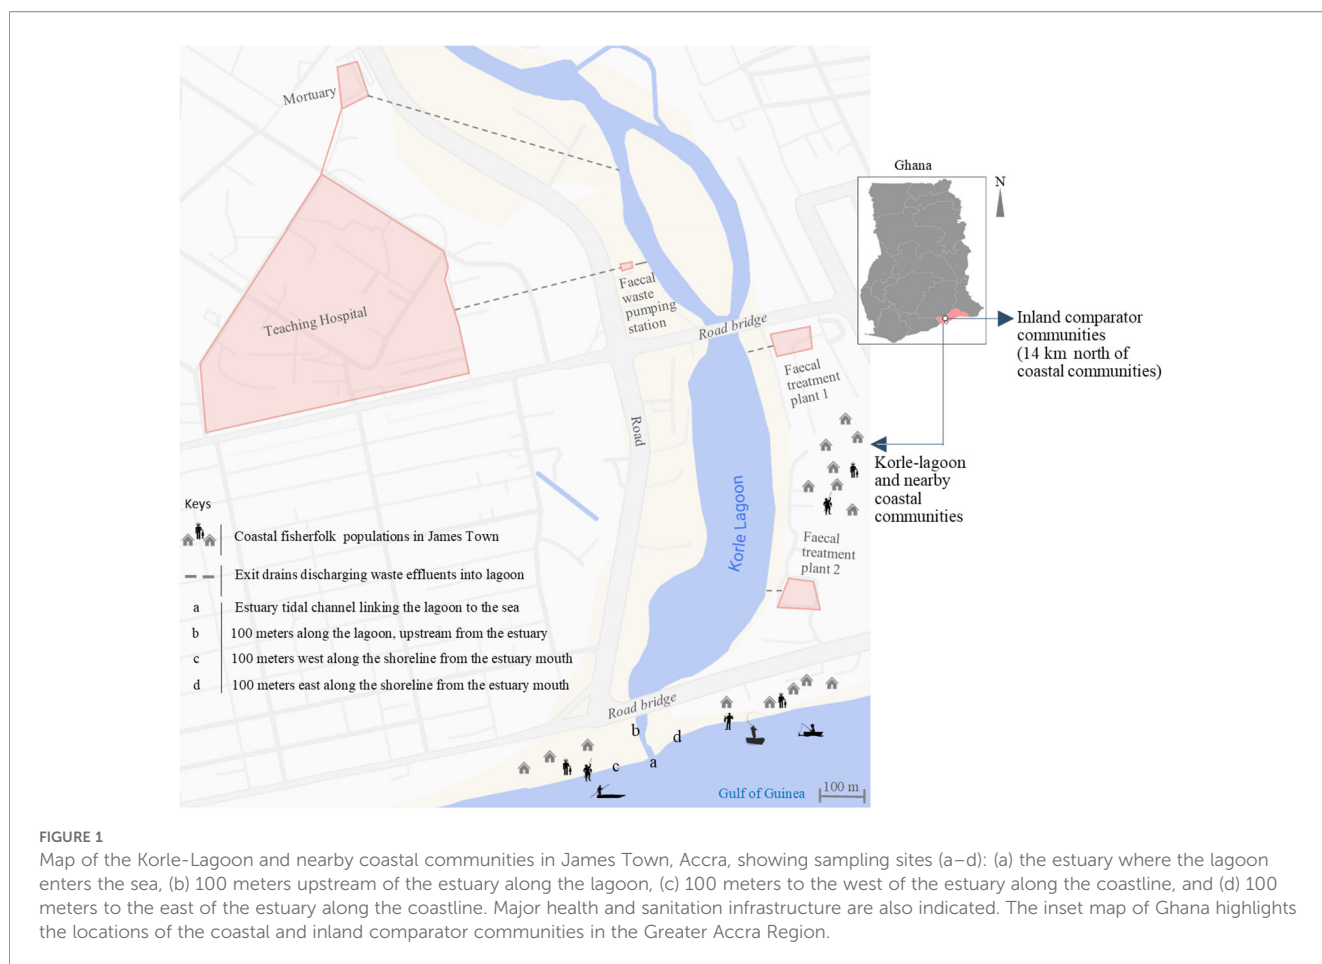 Mortuary
Teaching Hospital
Faecal
waste
pumping
station
Road bridge
Faecal
treatment
plant 1
Road
Korle Lagoon
Faecal
treatment
plant 2
Road bridge
b
d
a
c
Gulf of Guinea
100 m
Ghana
N
Inland comparator
communities
(14 km north of
coastal communities)
Korle-lagoon
and nearby
coastal
communities
Keys
Coastal fisherfolk populations in James Town
Exit drains discharging waste effluents into lagoon
a Estuary tidal channel linking the lagoon to the sea
b 100 meters along the lagoon, upstream from the estuary
c 100 meters west along the shoreline from the estuary mouth
d 100 meters east along the shoreline from the estuary mouth
FIGURE 1
Map of the Korle-Lagoon and nearby coastal communities in James Town, Accra, showing sampling sites (a–d): (a) the estuary where the lagoon
enters the sea, (b) 100 meters upstream of the estuary along the lagoon, (c) 100 meters to the west of the estuary along the coastline, and (d) 100
meters to the east of the estuary along the coastline. Major health and sanitation infrastructure are also indicated. The inset map of Ghana highlights
the locations of the coastal and inland comparator communities in the Greater Accra Region.